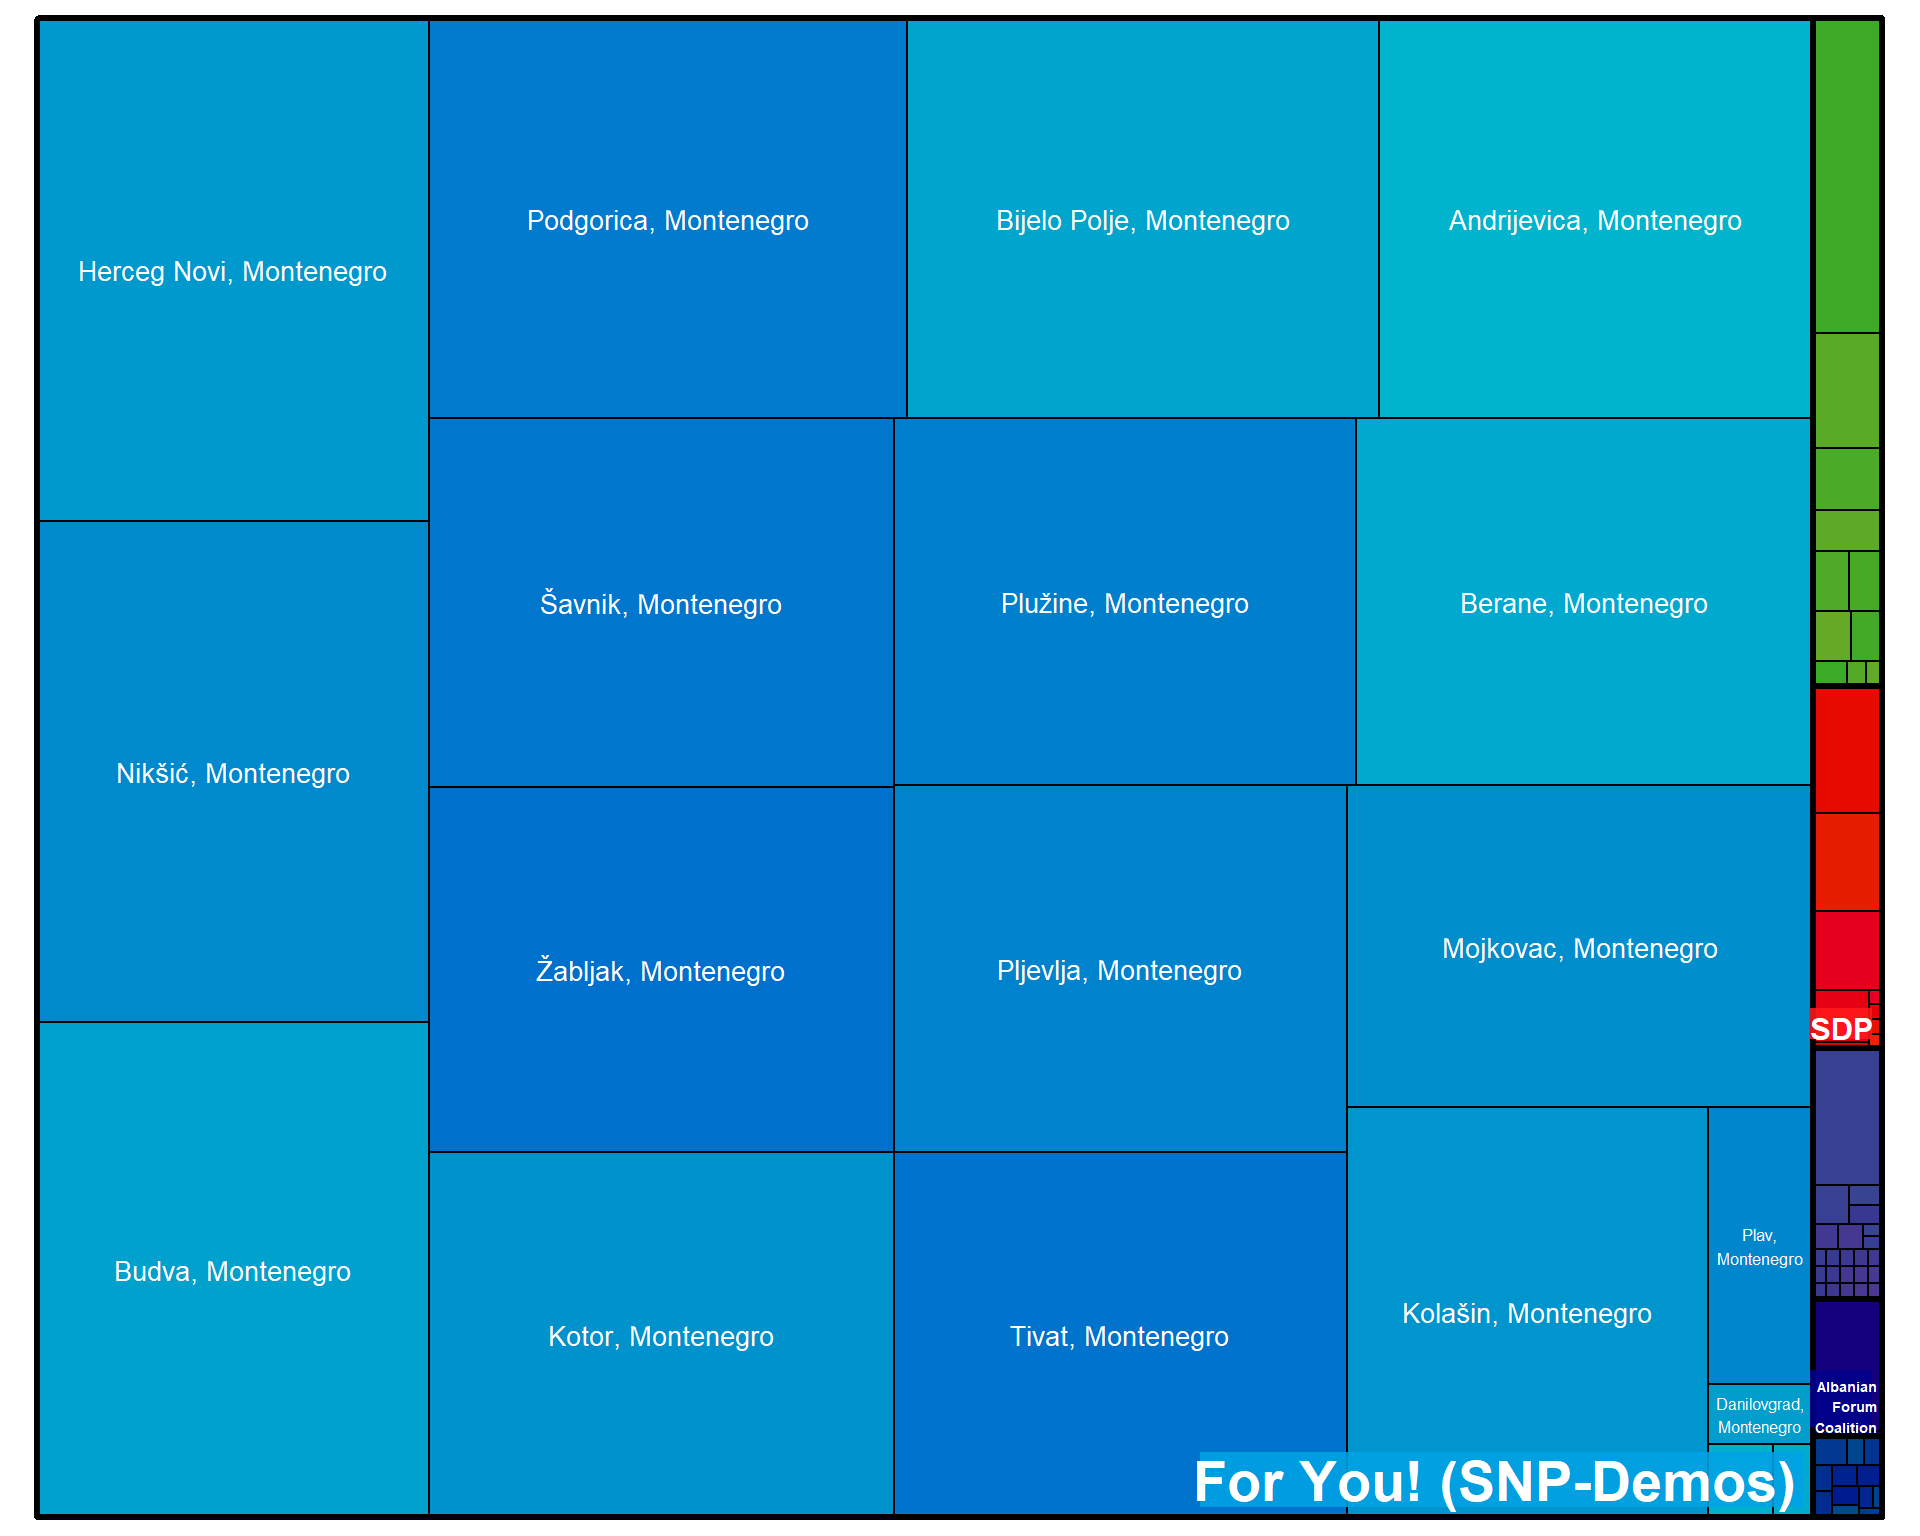 Herceg Novi, Montenegro
Podgorica, Montenegro
Bijelo Polje, Montenegro
Andrijevica, Montenegro
Nikšić, Montenegro
Šavnik, Montenegro
Plužine, Montenegro
Berane, Montenegro
Žabljak, Montenegro
Pljevlja, Montenegro
Mojkovac, Montenegro
Budva, Montenegro
Kotor, Montenegro
Tivat, Montenegro
Kolašin, Montenegro
Plav,
Montenegro
Danilovgrad,
Montenegro
For You! (SNP-Demos)
SDP
Albanian
Forum
Coalition